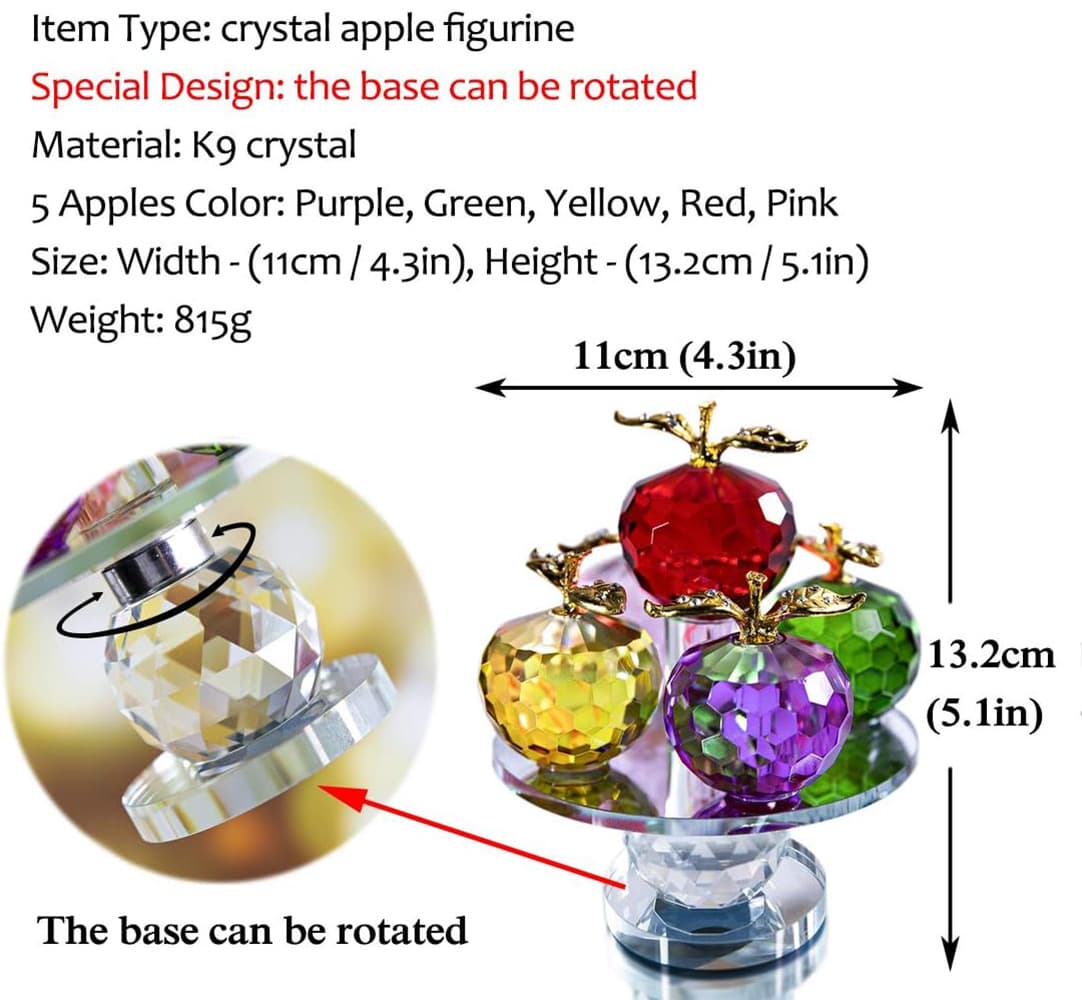 Item Type: crystal apple figurine
Special Design: the base can be rotated
Material: K9 crystal
5 Apples Color: Purple, Green, Yellow, Red, Pink
Size: Width - (11cm / 4.3in), Height - (13.2cm / 5.1in)
Weight: 815g
11cm (4.3in)
13.2cm
(5.1in)
The base can be rotated